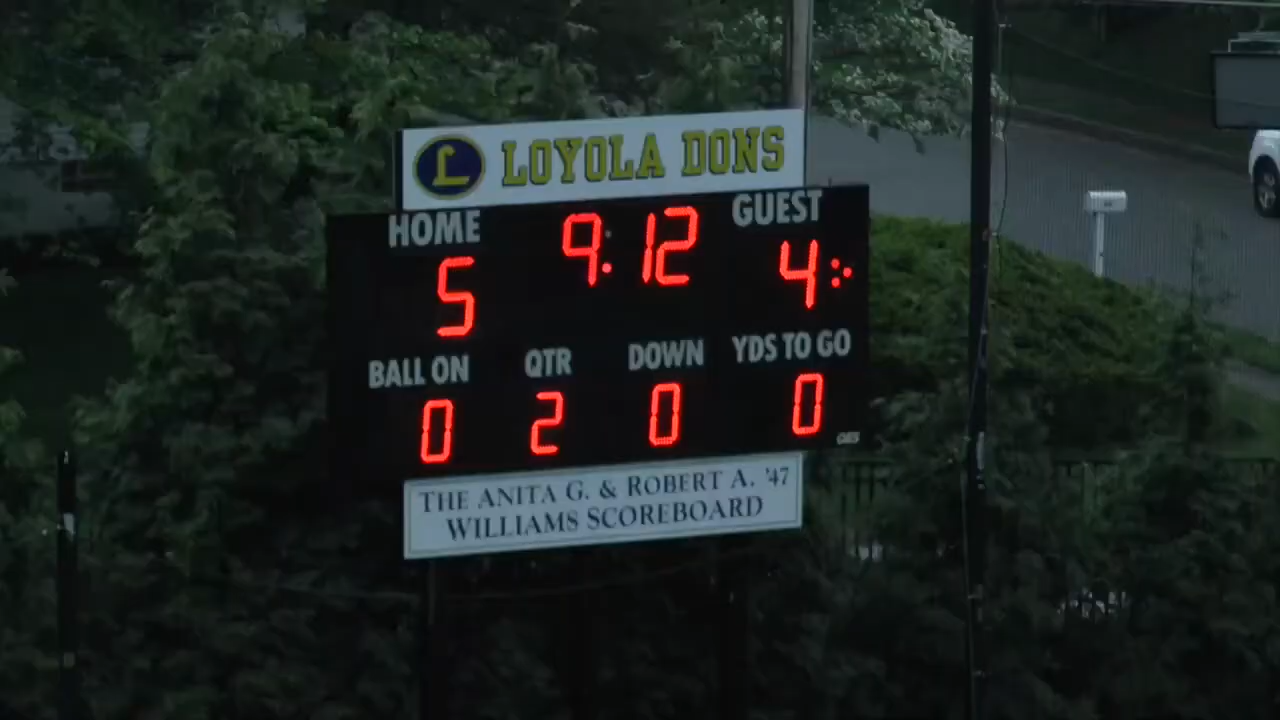 L LOYOLA DONS
HOME 9:12 GUEST
5 4
BALL ON QTR DOWN YDS TO GO
0 2 0 0
THE ANITA G. & ROBERT A. '47
WILLIAMS SCOREBOARD